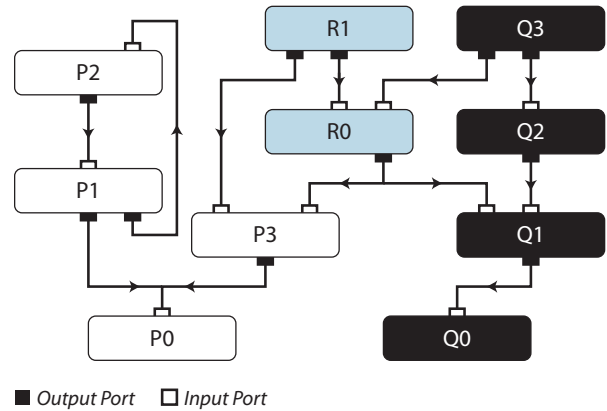 R1
Q3
P2
R0
Q2
P1
P3
Q1
P0
Q0
Output Port
Input Port